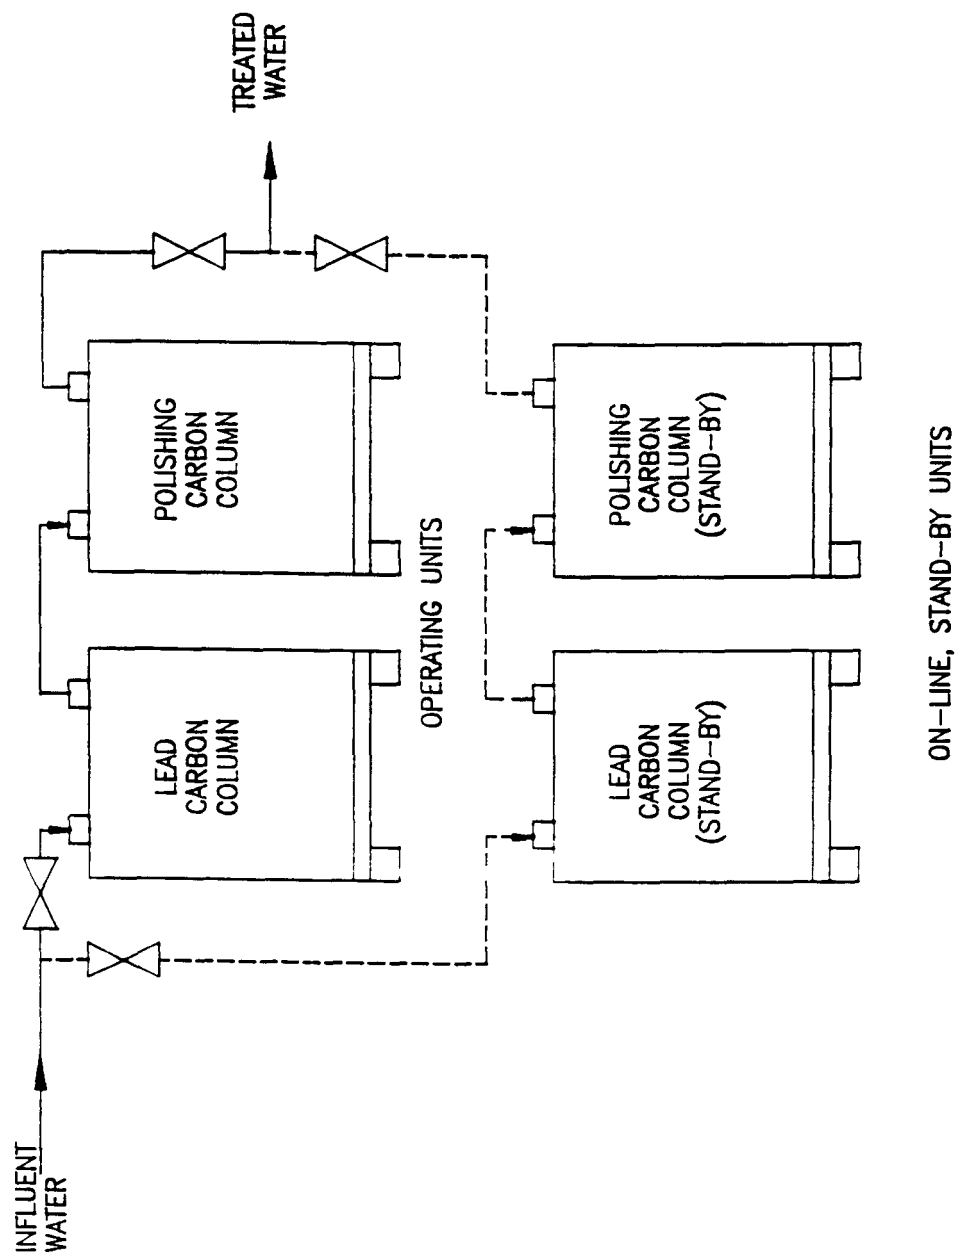 INFLUENT
WATER
LEAD
CARBON
COLUMN
POLISHING
CARBON
COLUMN
TREATED
WATER
OPERATING UNITS
LEAD
CARBON
COLUMN
(STAND-BY)
POLISHING
CARBON
COLUMN
(STAND-BY)
ON-LINE, STAND-BY UNITS